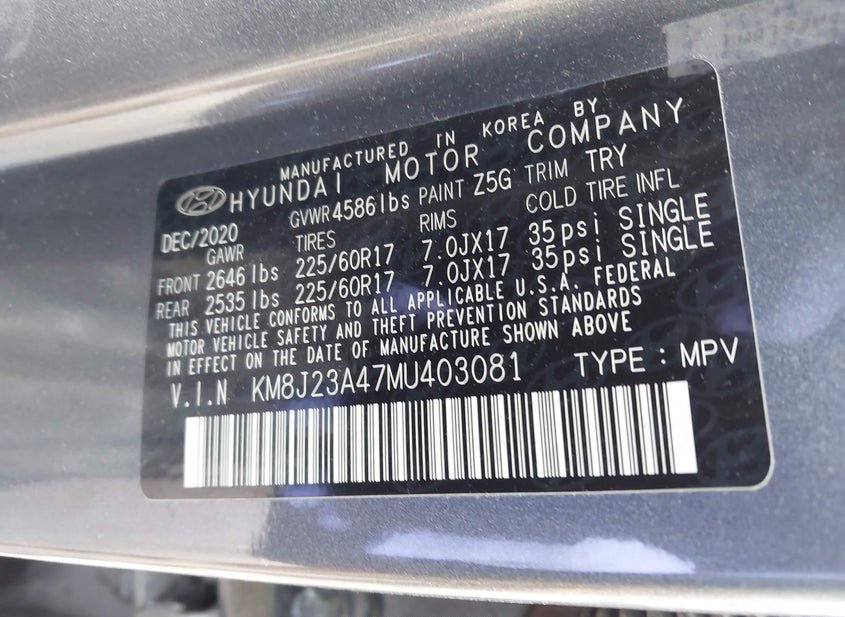 MANUFACTURED IN KOREA BY
HYUNDAI MOTOR COMPANY
DEC/2020 GVWR 4586lbs PAINT Z5G TRIM TRY
GAWR TIRES RIMS COLD TIRE INFL
FRONT 2646 lbs 225/60R17 7.0JX17 35psi SINGLE
REAR 2535 lbs 225/60R17 7.0JX17 35psi SINGLE
THIS VEHICLE CONFORMS TO ALL APPLICABLE U.S.A. FEDERAL
MOTOR VEHICLE SAFETY AND THEFT PREVENTION STANDARDS
IN EFFECT ON THE DATE OF MANUFACTURE SHOWN ABOVE
V.I.N KM8J23A47MU403081 TYPE : MPV